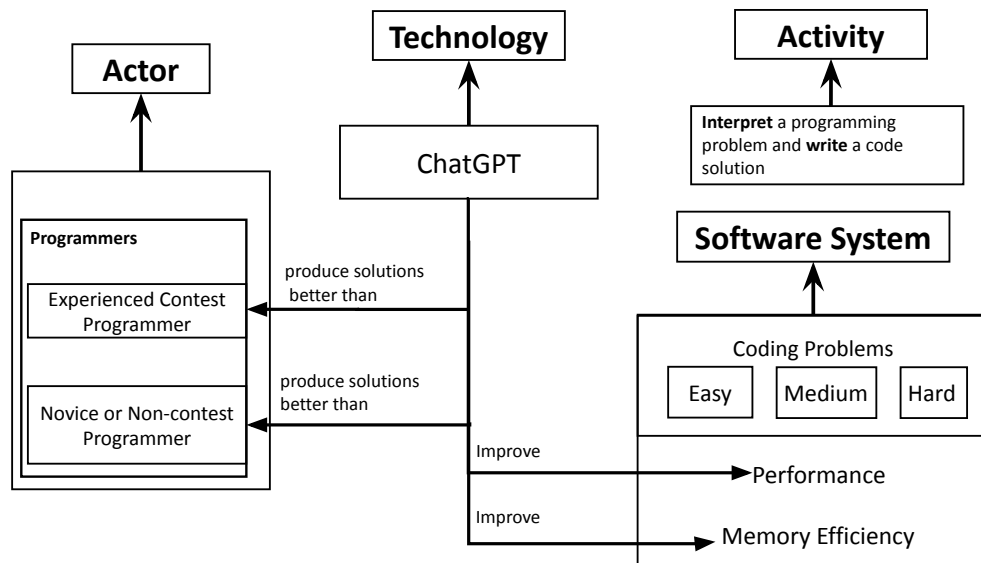 Actor
Technology
Activity
Interpret a programming
problem and write a code
solution
ChatGPT
Programmers
Experienced Contest
Programmer
Novice or Non-contest
Programmer
produce solutions
better than
produce solutions
better than
Software System
Coding Problems
Easy
Medium
Hard
Improve
Performance
Improve
Memory Efficiency